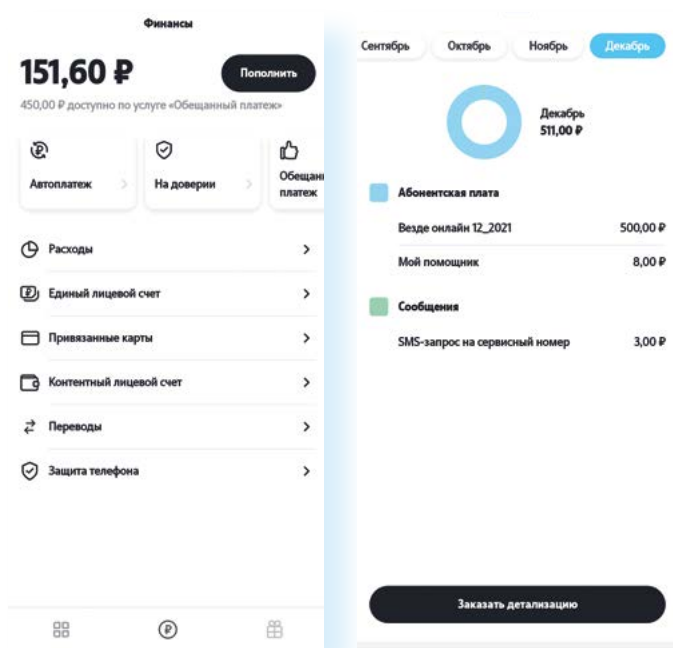 Финансы
151,60 ₽
Пополнить
450,00 ₽ доступно по услуге «Обещанный платеж»
Автоплатеж
На доверии
Обещанн
платеж
Расходы
Единый лицевой счет
Привязанные карты
Контентный лицевой счет
Переводы
Защита телефона
Сентябрь Октябрь Ноябрь Декабрь
Декабрь
511,00 ₽
Абонентская плата
Везде онлайн 12_2021 500,00 ₽
Мой помощник 8,00 ₽
Сообщения
SMS-запрос на сервисный номер 3,00 ₽
Заказать детализацию